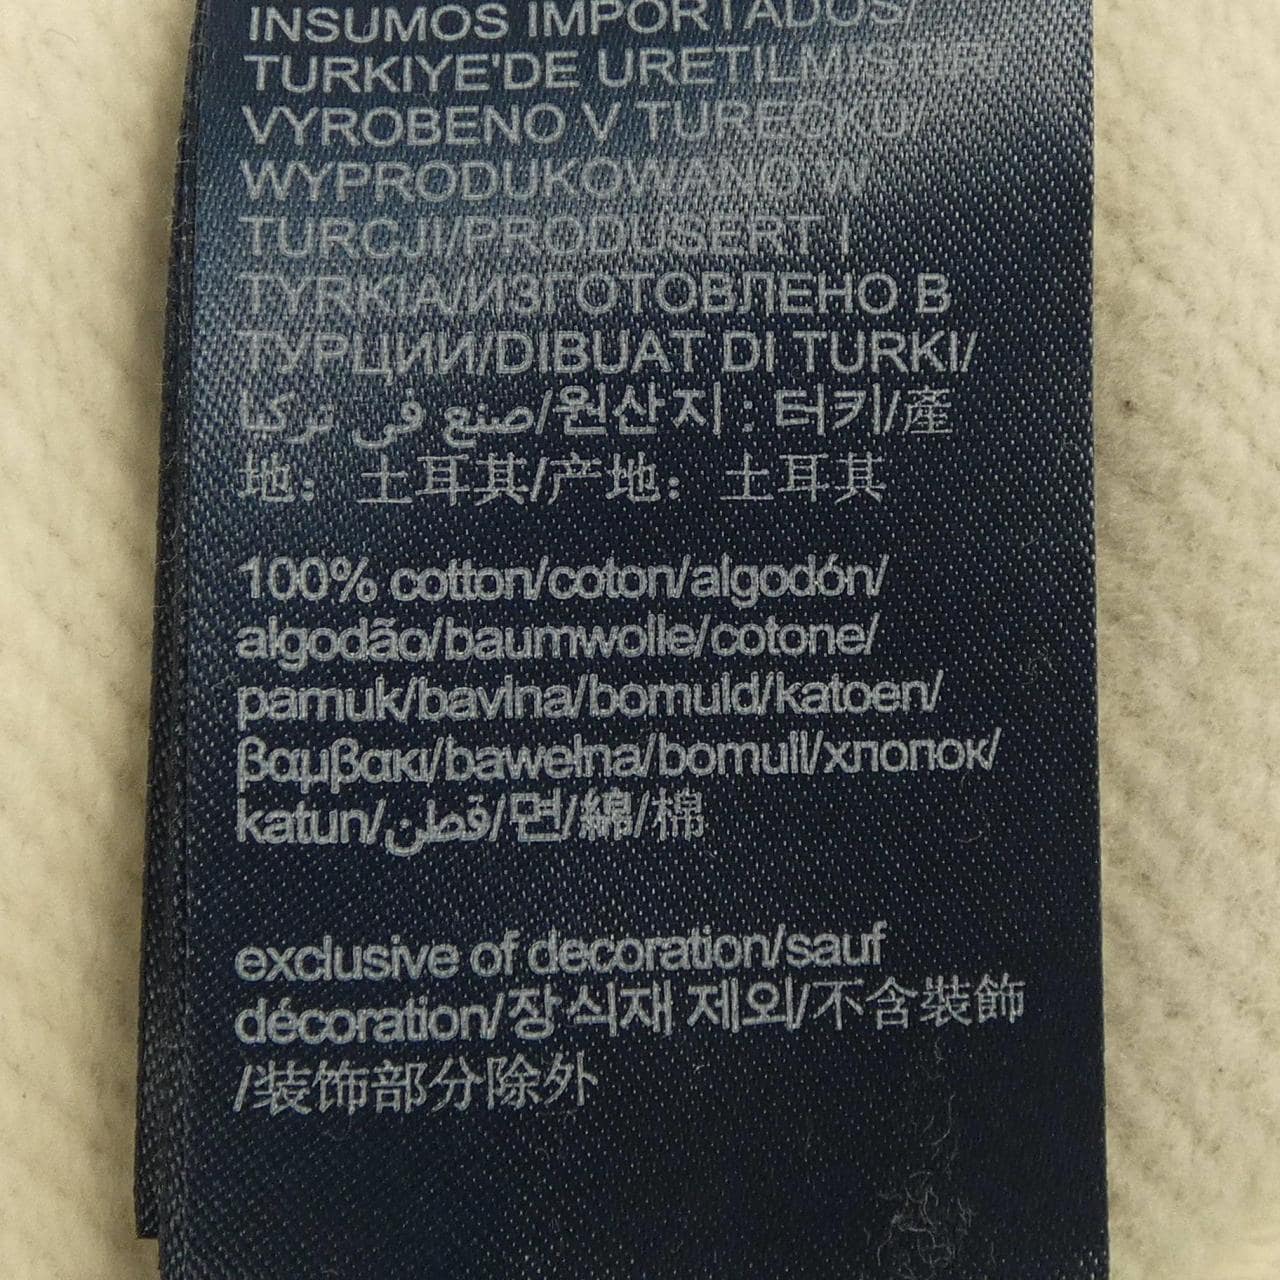 INSUMOS IMPORTADOS/
TURKIYE'DE URETILMISTIR/
VYROBENO V TURECKU/
WYPRODUKOWANO W
TURCJI/PRODUSERT I
TYRKIA/ИЗГОТОВЛЕНО В
ТУРЦИИ/DIBUAT DI TURKI/
صنع في تركيا/원산지 : 터키/產
地： 土耳其/产地： 土耳其
100% cotton/coton/algodón/
algodão/baumwolle/cotone/
pamuk/bavlna/bomuld/katoen/
βαμβακι/bawełna/bomull/хлопок/
katun/قطن/면/綿/棉
exclusive of decoration/sauf
décoration/장식재 제외/不含裝飾
/装饰部分除外